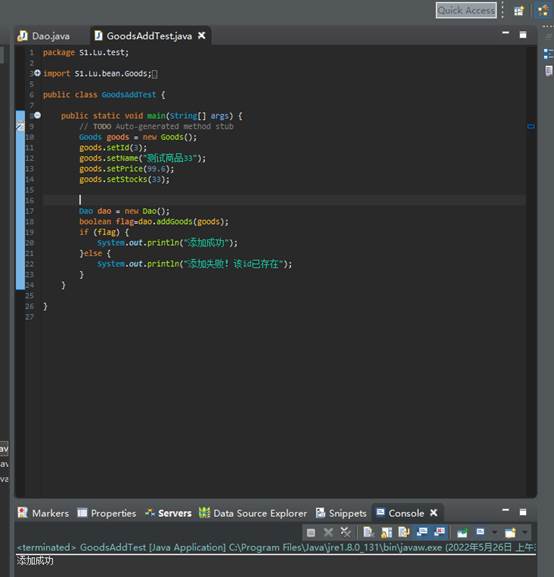 Quick Access
Dao.java
GoodsAddTest.java
1 package S1.Lu.test;
2
3 import S1.Lu.bean.Goods;
6 public class GoodsAddTest {
7
8 public static void main(String[] args) {
9 // TODO Auto-generated method stub
10 Goods goods = new Goods();
11 goods.setId(3);
12 goods.setName("测试商品33");
13 goods.setPrice(99.6);
14 goods.setStocks(33);
15
16
17 Dao dao = new Dao();
18 boolean flag=dao.addGoods(goods);
19 if (flag) {
20 System.out.println("添加成功");
21 }else {
22 System.out.println("添加失败！该id已存在");
23 }
24 }
25
26 }
27
Markers Properties Servers Data Source Explorer Snippets Console
<terminated> GoodsAddTest [Java Application] C:\Program Files\Java\jre1.8.0_131\bin\javaw.exe (2022年5月26日 上午
添加成功